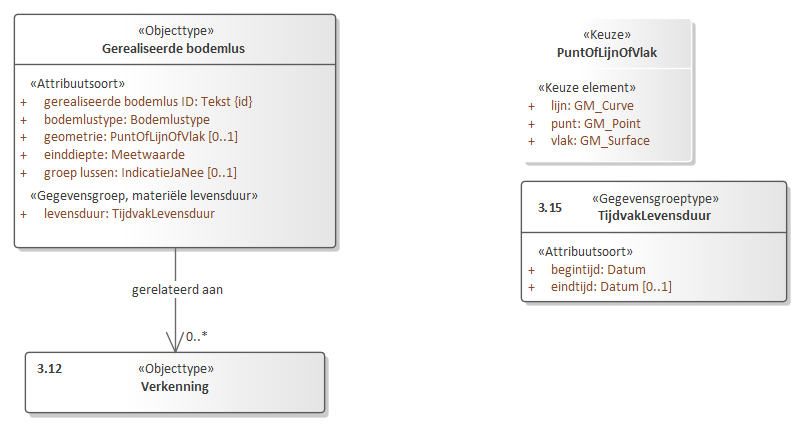 «Objecttype»
Gerealiseerde bodemlus
«Attribuutsoort»
+ gerealiseerde bodemlus ID: Tekst {id}
+ bodemlustype: Bodemlustype
+ geometrie: PuntOfLijnOfVlak [0..1]
+ einddiepte: Meetwaarde
+ groep lussen: IndicatieJaNee [0..1]
«Gegevensgroep, materiële levensduur»
+ levensduur: TijdvakLevensduur
gerelateerd aan
0..*
3.12 «Objecttype»
Verkenning
«Keuze»
PuntOfLijnOfVlak
«Keuze element»
+ lijn: GM_Curve
+ punt: GM_Point
+ vlak: GM_Surface
3.15 «Gegevensgroeptype»
TijdvakLevensduur
«Attribuutsoort»
+ begintijd: Datum
+ eindtijd: Datum [0..1]